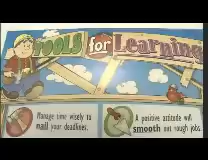 TOOLS for Learning
Manage time wisely to
nail your deadlines.
A positive attitude will
smooth out rough jobs.